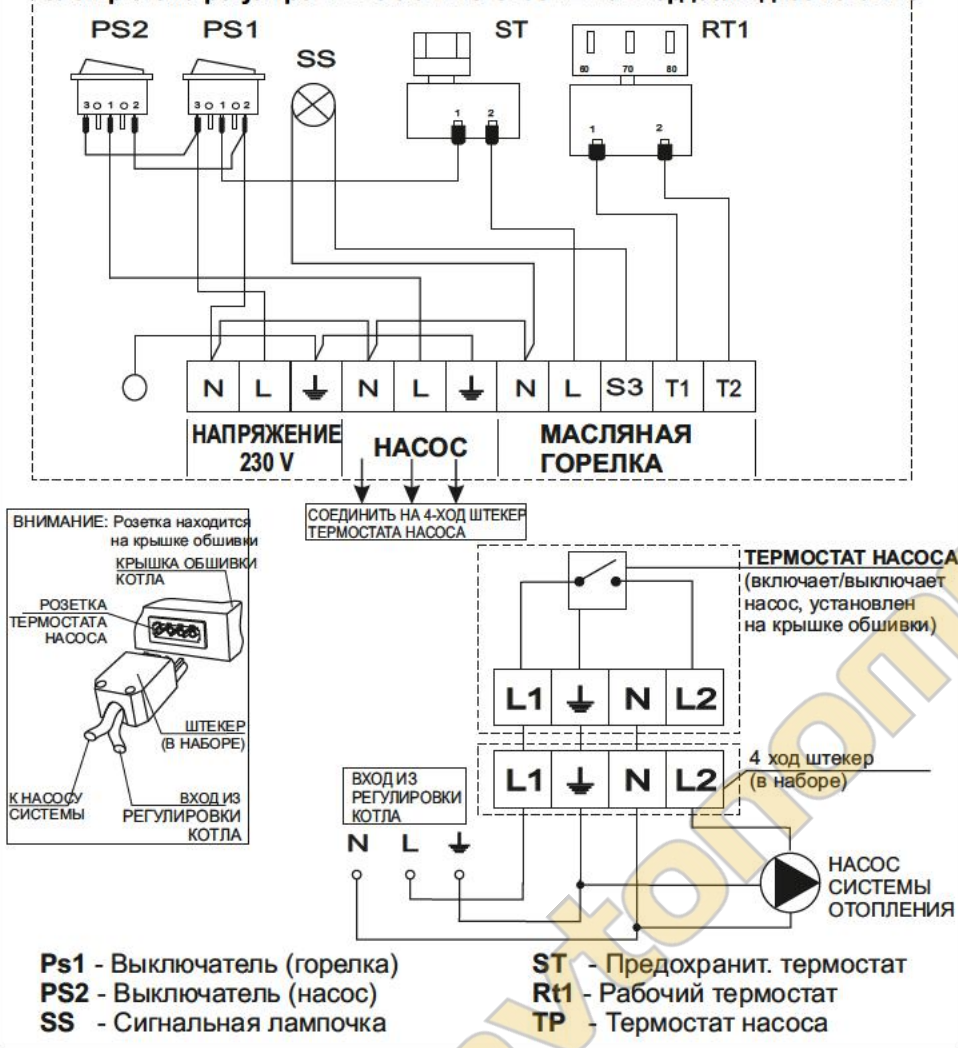 PS2
PS1
SS
ST
RT1
60 70 80
3 1 2
3 1 2
1 2
1 2
N L N L N L S3 T1 T2
НАПРЯЖЕНИЕ
230 V
НАСОС
МАСЛЯНАЯ
ГОРЕЛКА
СОЕДИНИТЬ НА 4-ХОД ШТЕКЕР
ТЕРМОСТАТА НАСОСА
ВНИМАНИЕ: Розетка находится
на крышке обшивки
КРЫШКА ОБШИВКИ
КОТЛА
РОЗЕТКА
ТЕРМОСТАТА
НАСОСА
ШТЕКЕР
(В НАБОРЕ)
К НАСОСУ
СИСТЕМЫ
ВХОД ИЗ
РЕГУЛИРОВКИ
КОТЛА
ТЕРМОСТАТ НАСОСА
(включает/выключает
насос, установлен
на крышке обшивки)
L1 N L2
L1 N L2
4 ход штекер
(в наборе)
ВХОД ИЗ
РЕГУЛИРОВКИ
КОТЛА
N L
НАСОС
СИСТЕМЫ
ОТОПЛЕНИЯ
Ps1 - Выключатель (горелка)
PS2 - Выключатель (насос)
SS - Сигнальная лампочка
ST - Предохранит. термостат
Rt1 - Рабочий термостат
TP - Термостат насоса
avtonom